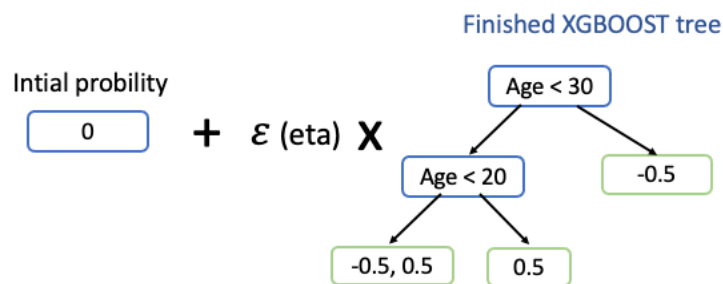 Finished XGBOOST tree
Intial probility
0
+ ε (eta) X
Age < 30
Age < 20
-0.5
-0.5, 0.5
0.5